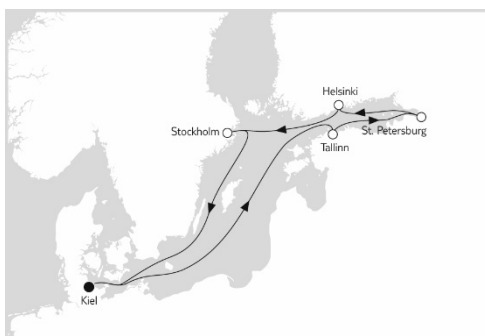 Helsinki
Stockholm
St. Petersburg
Tallinn
Kiel